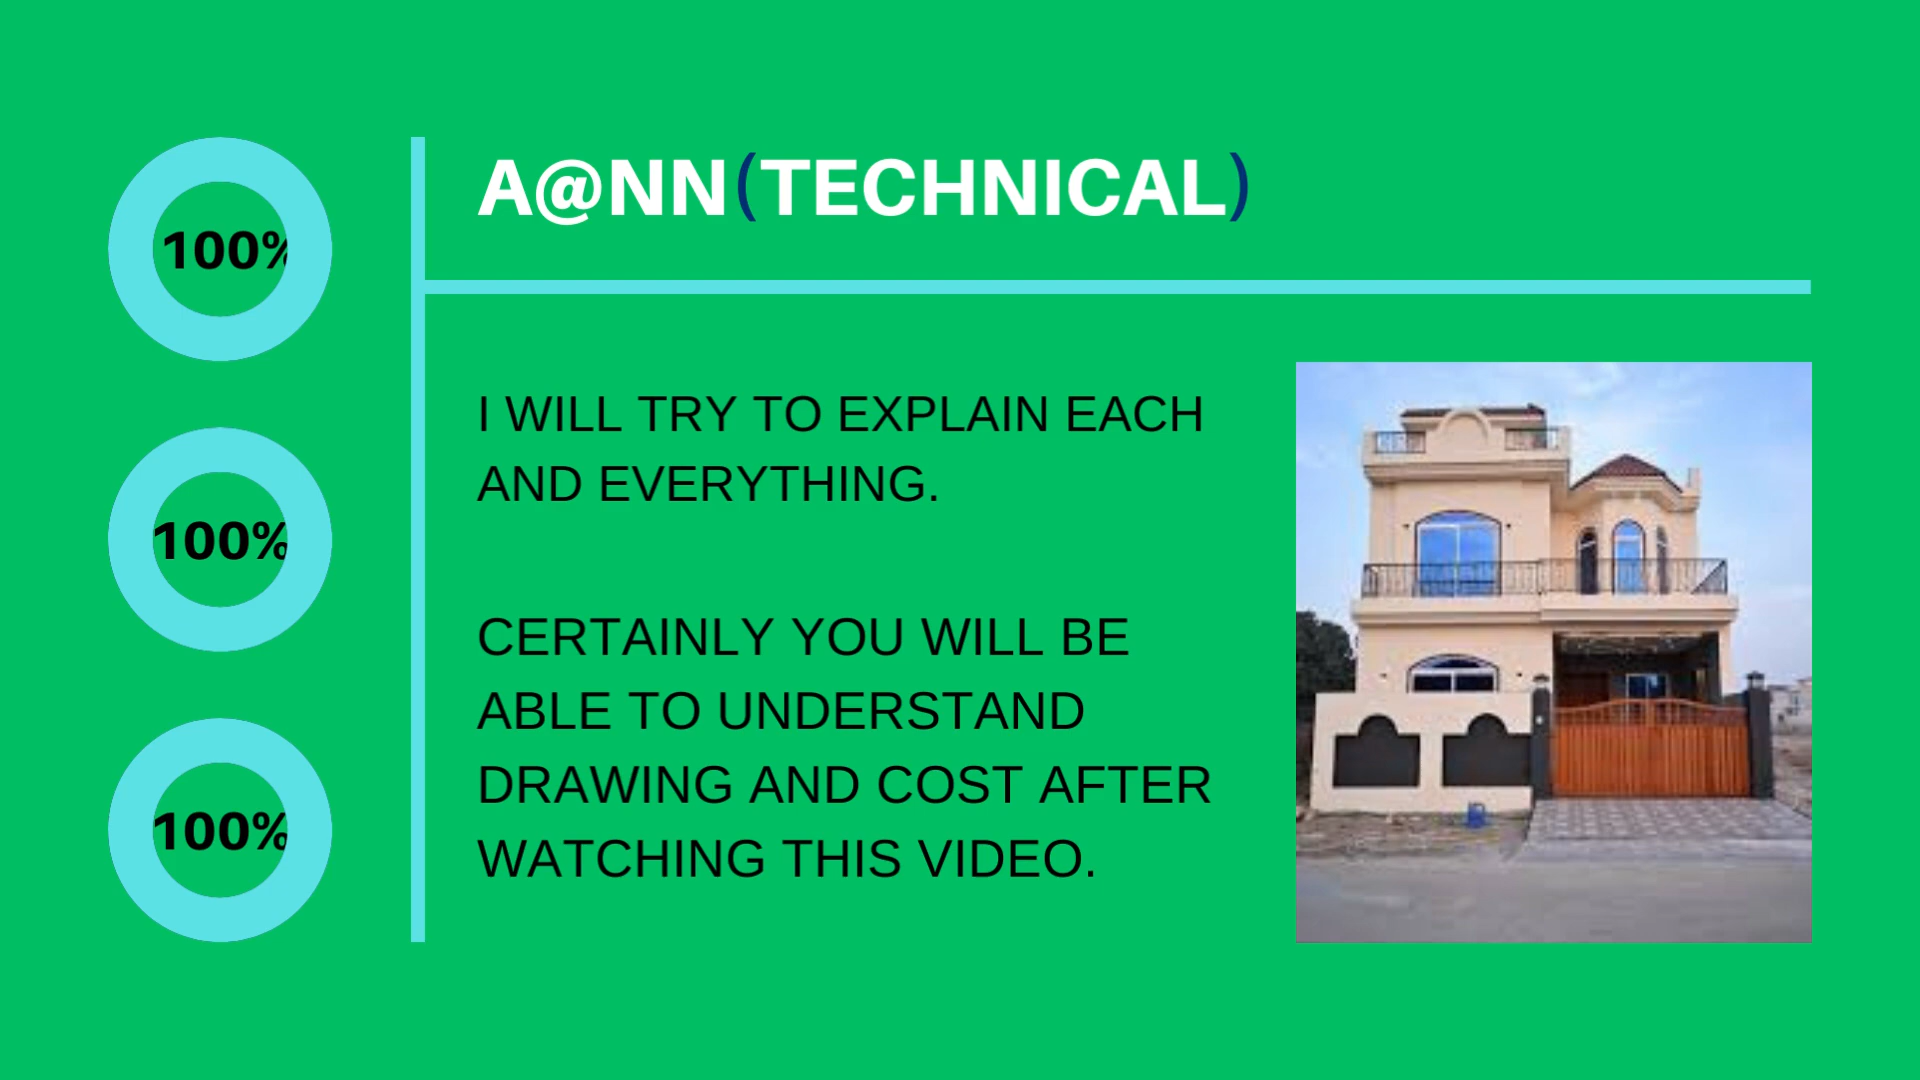 A@NN(TECHNICAL)
100%
100%
100%
I WILL TRY TO EXPLAIN EACH
AND EVERYTHING.
CERTAINLY YOU WILL BE
ABLE TO UNDERSTAND
DRAWING AND COST AFTER
WATCHING THIS VIDEO.